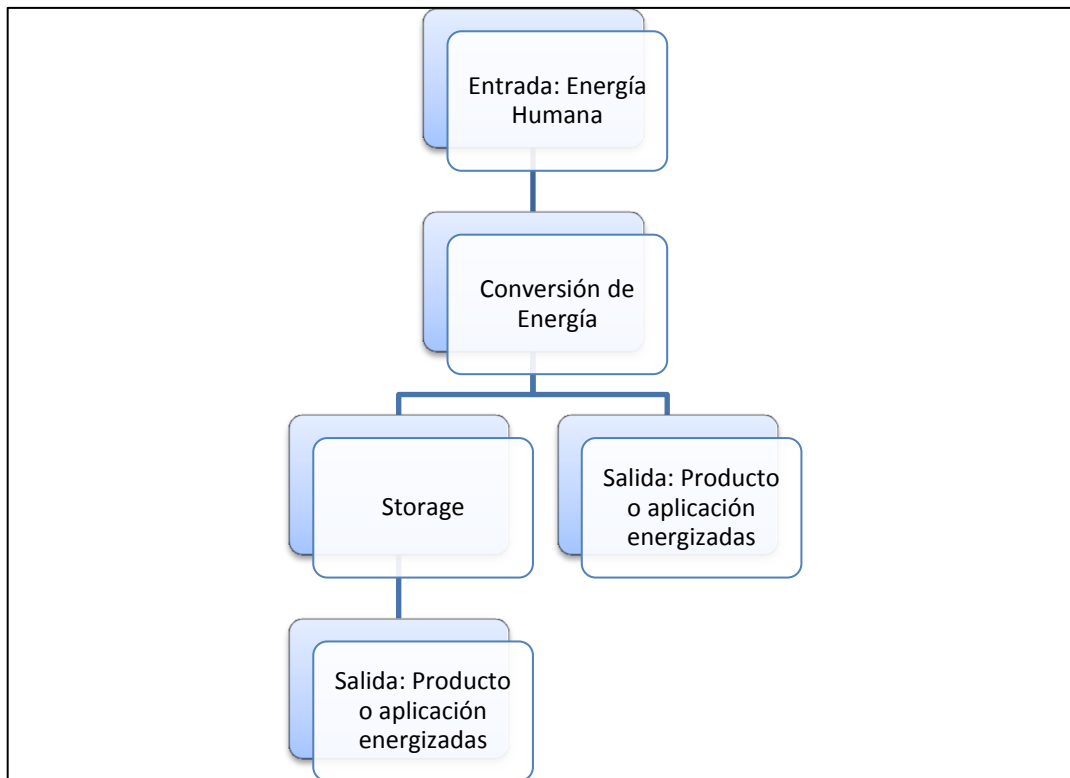 Entrada: Energía
Humana
Conversión de
Energía
Storage
Salida: Producto
o aplicación
energizadas
Salida: Producto
o aplicación
energizadas